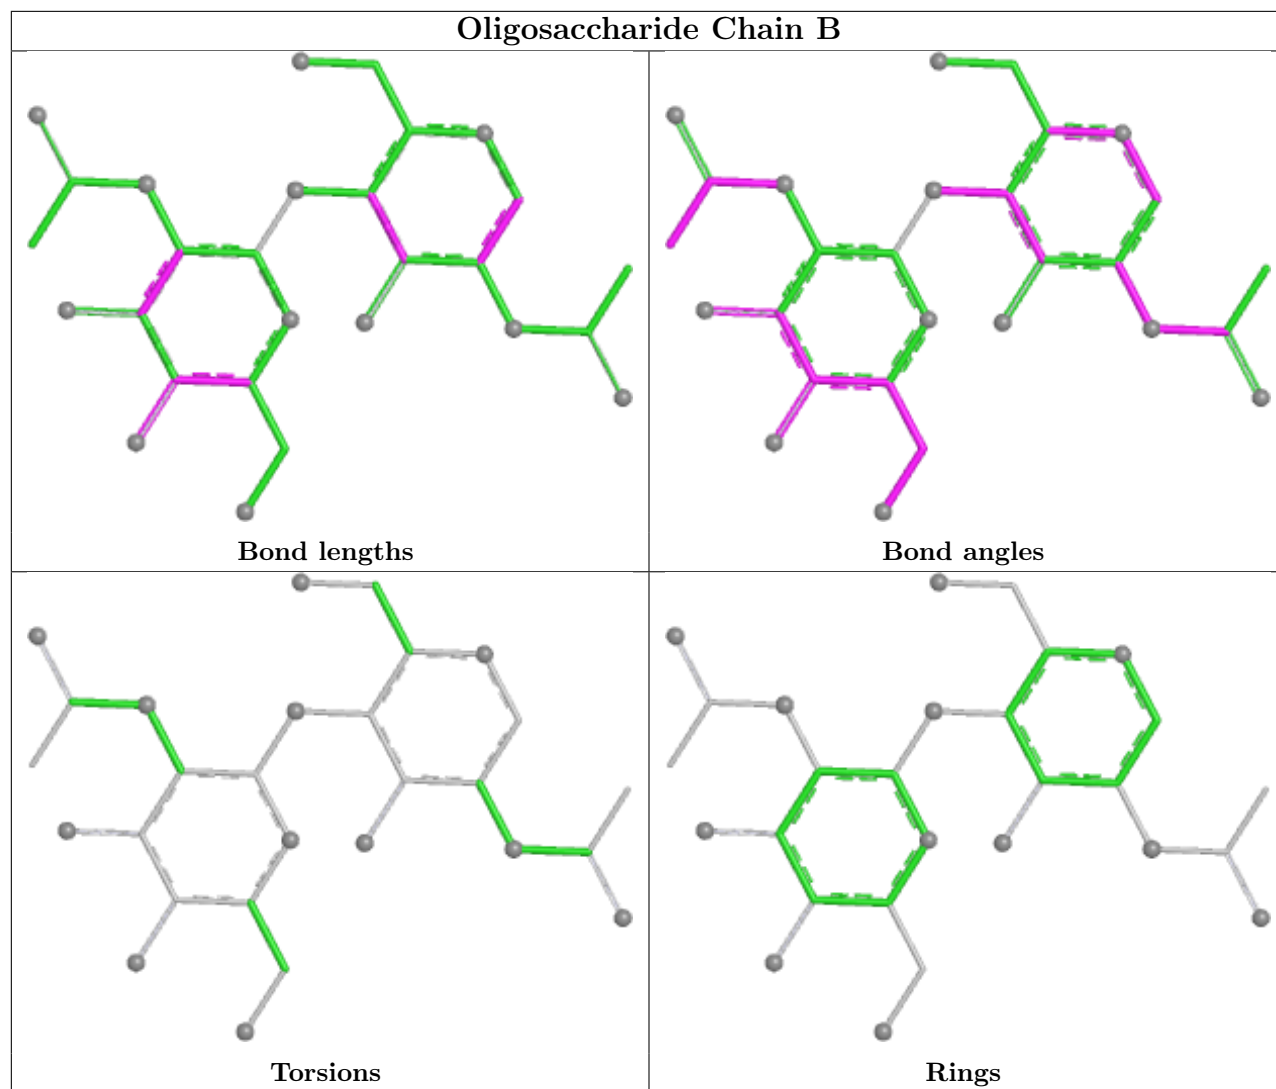 Oligosaccharide Chain B
Bond lengths
Bond angles
Torsions
Rings